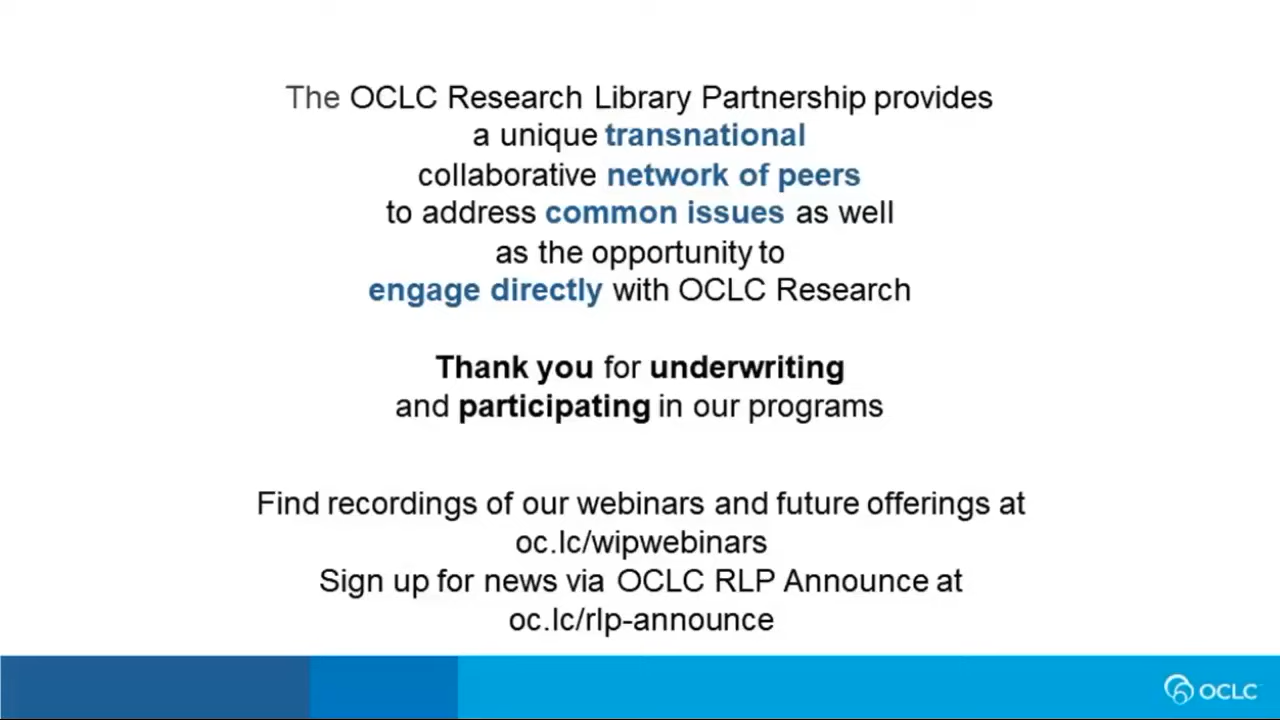 The OCLC Research Library Partnership provides
a unique transnational
collaborative network of peers
to address common issues as well
as the opportunity to
engage directly with OCLC Research
Thank you for underwriting
and participating in our programs
Find recordings of our webinars and future offerings at
oc.lc/wipwebinars
Sign up for news via OCLC RLP Announce at
oc.lc/rlp-announce
OCLC